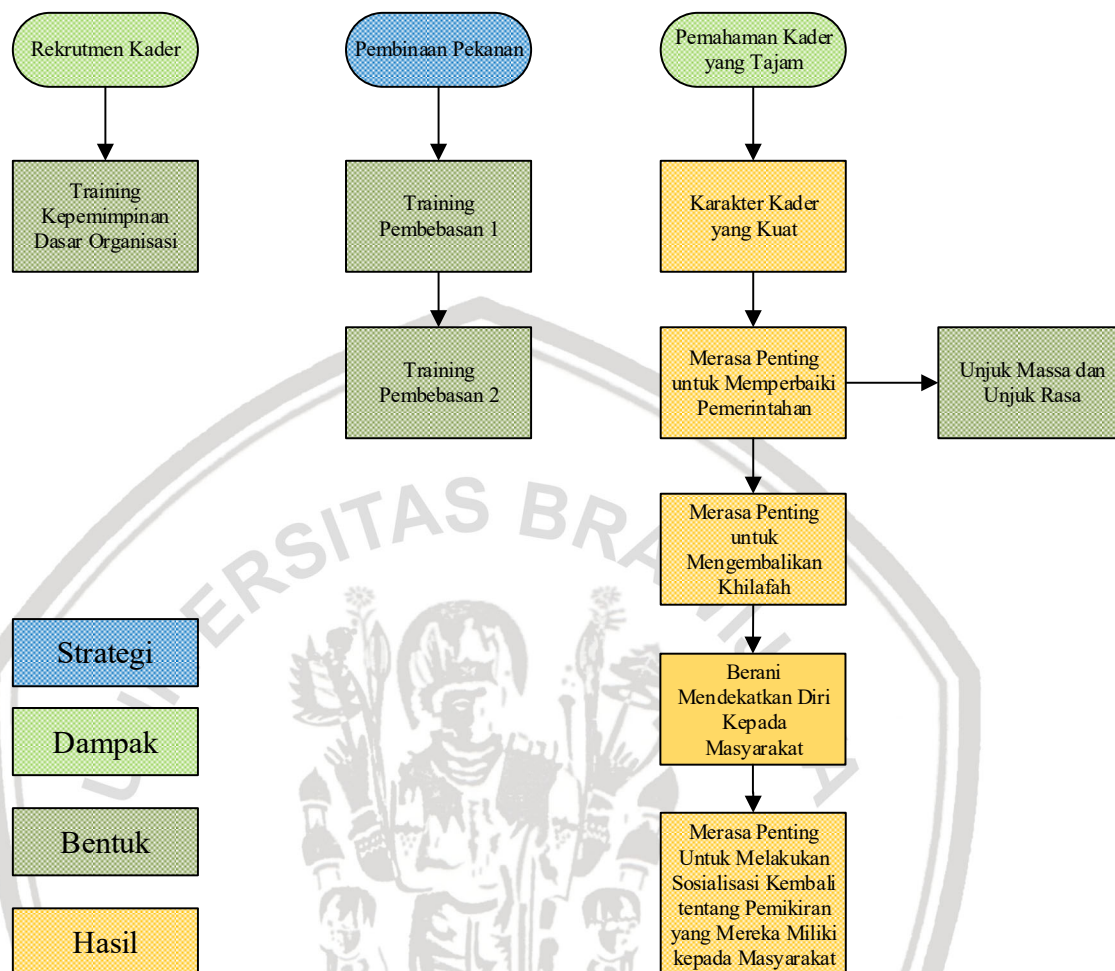 Rekrutmen Kader
Pembinaan Pekanan
Pemahaman Kader
yang Tajam
Training
Kepemimpinan
Dasar Organisasi
Training
Pembebasan 1
Karakter Kader
yang Kuat
Training
Pembebasan 2
Merasa Penting
untuk Memperbaiki
Pemerintahan
Unjuk Massa dan
Unjuk Rasa
Merasa Penting
untuk
Mengembalikan
Khilafah
Berani
Mendekatkan Diri
Kepada
Masyarakat
Merasa Penting
Untuk Melakukan
Sosialisasi Kembali
tentang Pemikiran
yang Mereka Miliki
kepada Masyarakat
Strategi
Dampak
Bentuk
Hasil